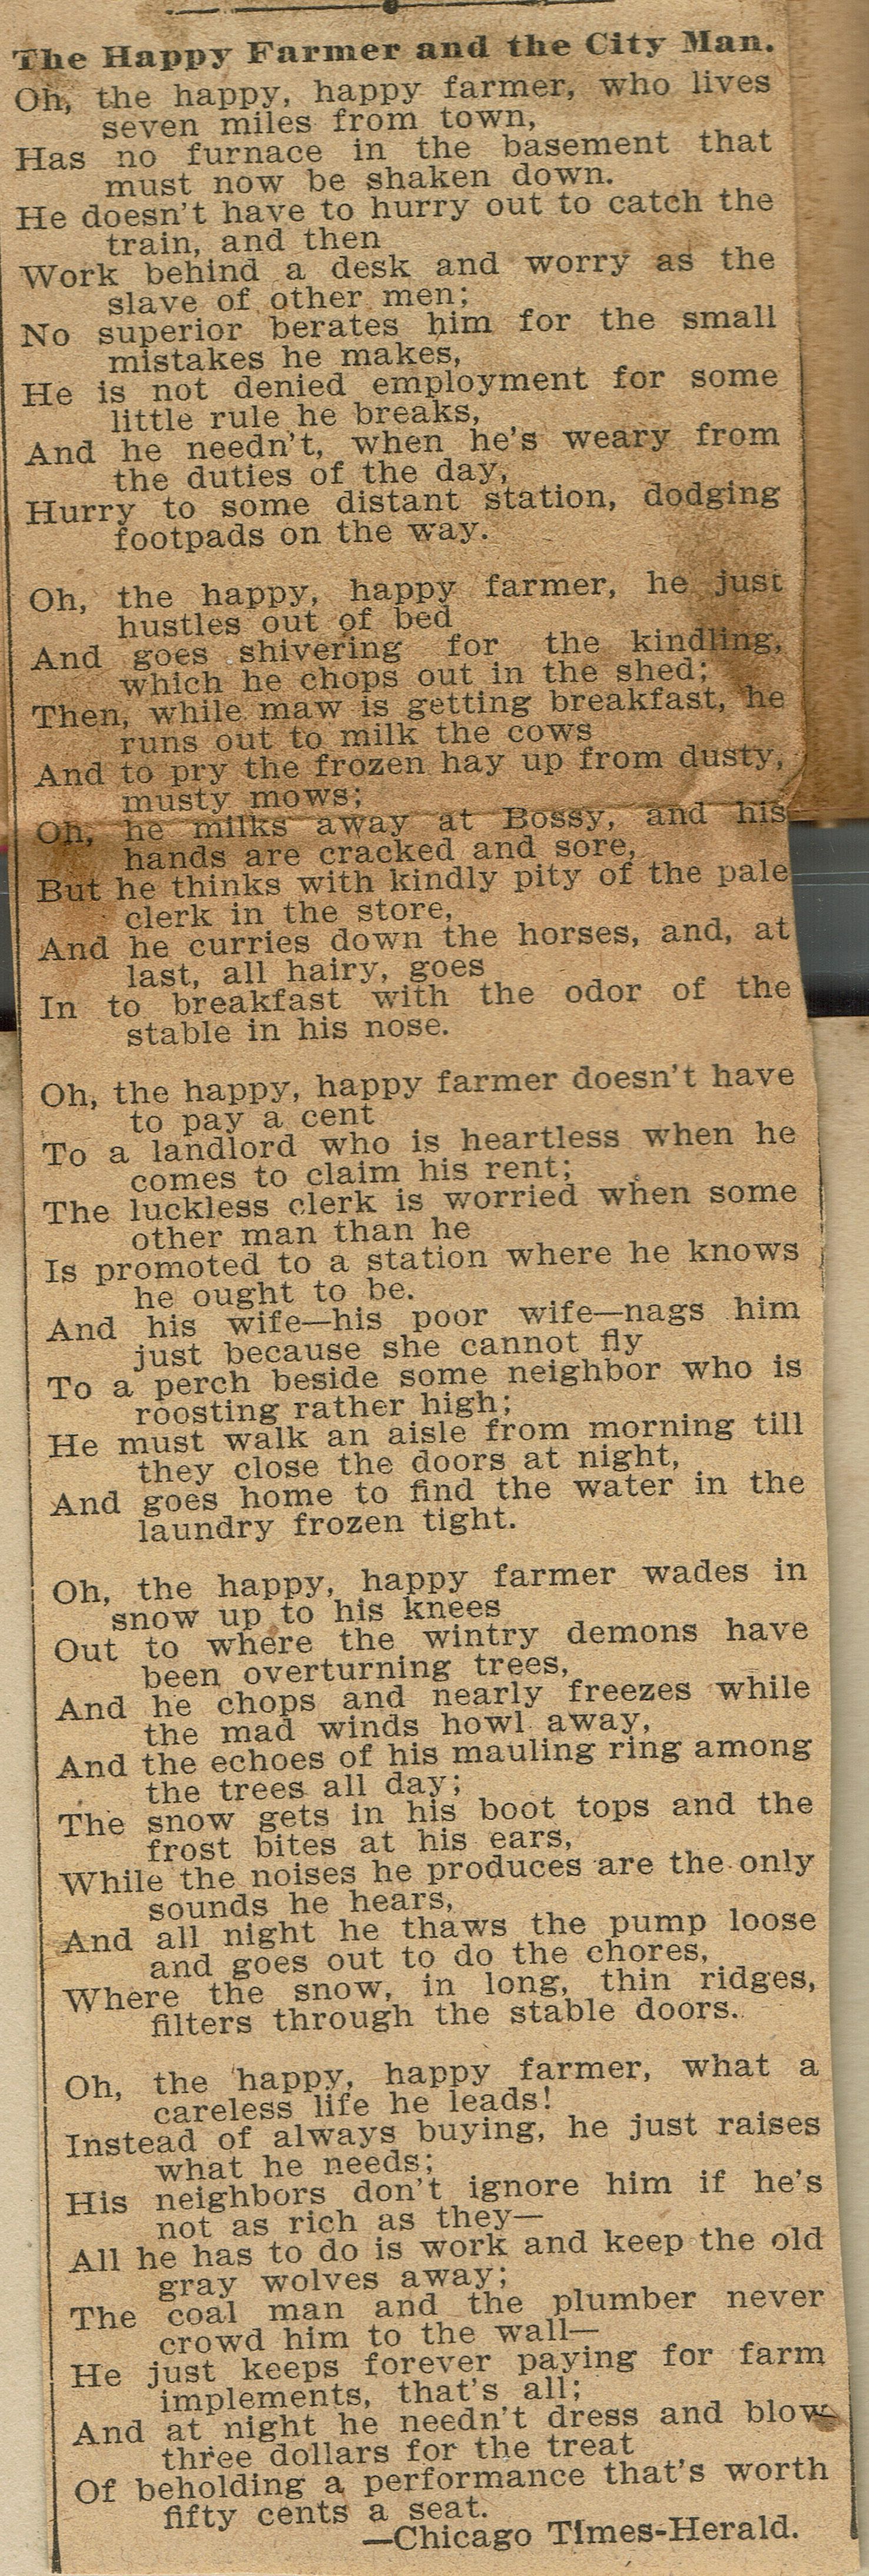 The Happy Farmer and the City Man.
Oh, the happy, happy farmer, who lives
seven miles from town,
Has no furnace in the basement that
must now be shaken down.
He doesn't have to hurry out to catch the
train, and then
Work behind a desk and worry as the
slave of other men;
No superior berates him for the small
mistakes he makes,
He is not denied employment for some
little rule he breaks,
And he needn't, when he's weary from
the duties of the day,
Hurry to some distant station, dodging
footpads on the way.
Oh, the happy, happy farmer, he just
hustles out of bed
And goes shivering for the kindling,
which he chops out in the shed;
Then, while maw is getting breakfast, he
runs out to milk the cows
And to pry the frozen hay up from dusty,
musty mows;
Oh, he milks away at Bossy, and his
hands are cracked and sore,
But he thinks with kindly pity of the pale
clerk in the store,
And he curries down the horses, and, at
last, all hairy, goes
In to breakfast with the odor of the
stable in his nose.
Oh, the happy, happy farmer doesn't have
to pay a cent
To a landlord who is heartless when he
comes to claim his rent;
The luckless clerk is worried when some
other man than he
Is promoted to a station where he knows
he ought to be.
And his wife—his poor wife—nags him
just because she cannot fly
To a perch beside some neighbor who is
roosting rather high;
He must walk an aisle from morning till
they close the doors at night,
And goes home to find the water in the
laundry frozen tight.
Oh, the happy, happy farmer wades in
snow up to his knees
Out to where the wintry demons have
been overturning trees,
And he chops and nearly freezes while
the mad winds howl away,
And the echoes of his mauling ring among
the trees all day;
The snow gets in his boot tops and the
frost bites at his ears,
While the noises he produces are the only
sounds he hears,
And all night he thaws the pump loose
and goes out to do the chores,
Where the snow, in long, thin ridges,
filters through the stable doors.
Oh, the happy, happy farmer, what a
careless life he leads!
Instead of always buying, he just raises
what he needs;
His neighbors don't ignore him if he's
not as rich as they—
All he has to do is work and keep the old
gray wolves away;
The coal man and the plumber never
crowd him to the wall—
He just keeps forever paying for farm
implements, that's all;
And at night he needn't dress and blow
three dollars for the treat
Of beholding a performance that's worth
fifty cents a seat.
—Chicago Times-Herald.